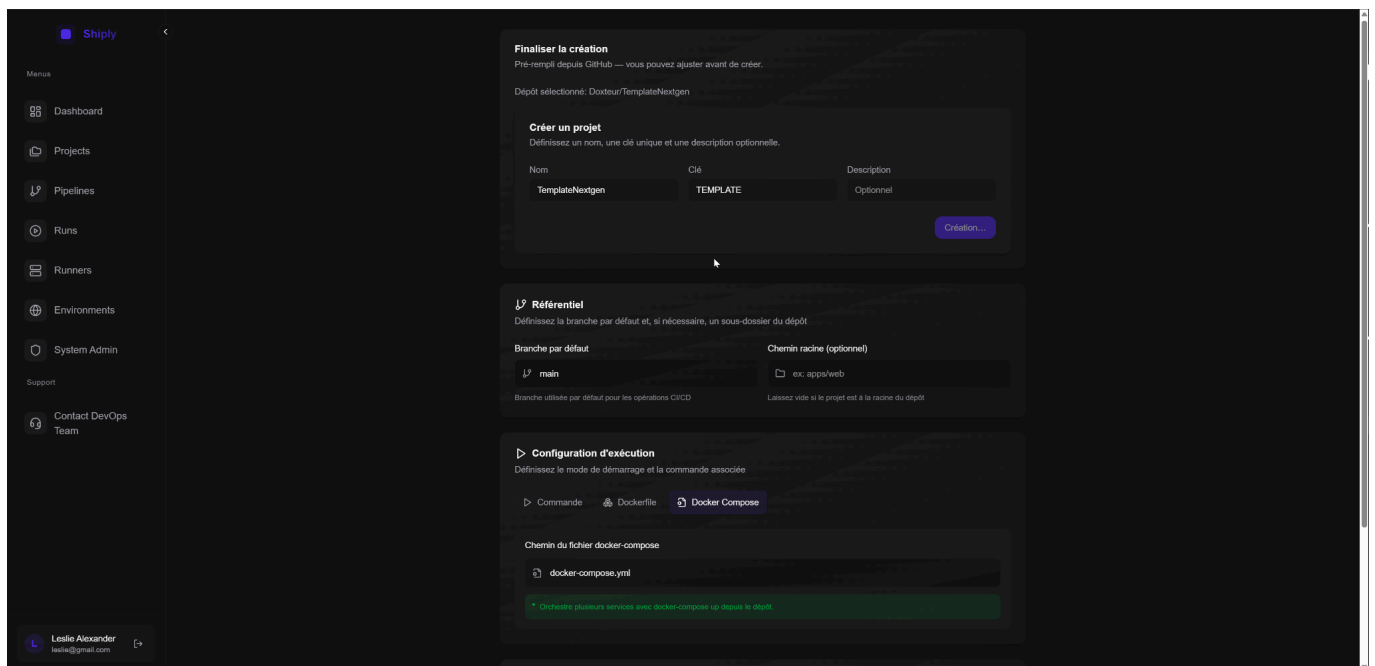 Shiply
Menus
Dashboard
Projects
Pipelines
Runs
Runners
Environments
System Admin
Support
Contact DevOps
Team
L
Leslie Alexander
leslie@gmail.com
Finaliser la création
Pré-rempli depuis GitHub — vous pouvez ajuster avant de créer.
Dépôt sélectionné: Doxteur/TemplateNextgen
Créer un projet
Définissez un nom, une clé unique et une description optionnelle.
Nom
Clé
Description
TemplateNextgen
TEMPLATE
Optionnel
Création...
Référentiel
Définissez la branche par défaut et, si nécessaire, un sous-dossier du dépôt
Branche par défaut
Chemin racine (optionnel)
main
ex: apps/web
Branche utilisée par défaut pour les opérations CI/CD
Laissez vide si le projet est à la racine du dépôt
Configuration d'exécution
Définissez le mode de démarrage et la commande associée
Commande
Dockerfile
Docker Compose
Chemin du fichier docker-compose
docker-compose.yml
* Orchestre plusieurs services avec docker-compose up depuis le dépôt.